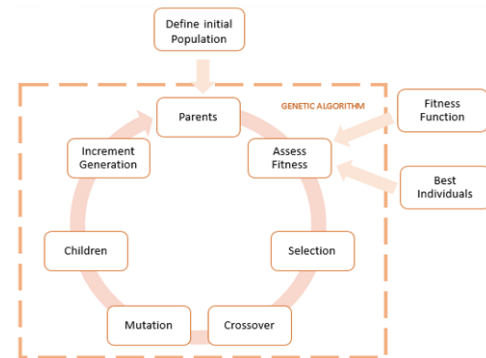 Define initial
Population
GENETIC ALGORITHM
Parents
Fitness
Function
Increment
Generation
Assess
Fitness
Best
Individuals
Children
Selection
Mutation
Crossover